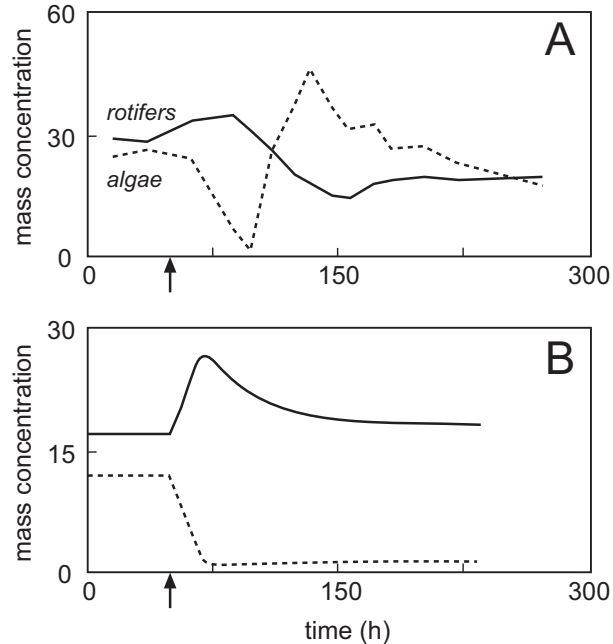 60
A
rotifers
30
algae
mass concentration
0
0 150 300
30
B
15
mass concentration
0
0 150 300
time (h)